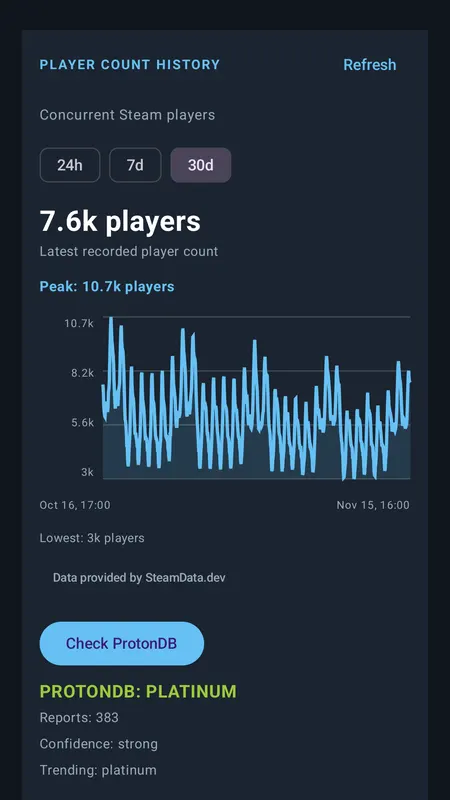 PLAYER COUNT HISTORY
Refresh
Concurrent Steam players
24h 7d 30d
7.6k players
Latest recorded player count
Peak: 10.7k players
10.7k
8.2k
5.6k
3k
Oct 16, 17:00 Nov 15, 16:00
Lowest: 3k players
Data provided by SteamData.dev
Check ProtonDB
PROTONDB: PLATINUM
Reports: 383
Confidence: strong
Trending: platinum